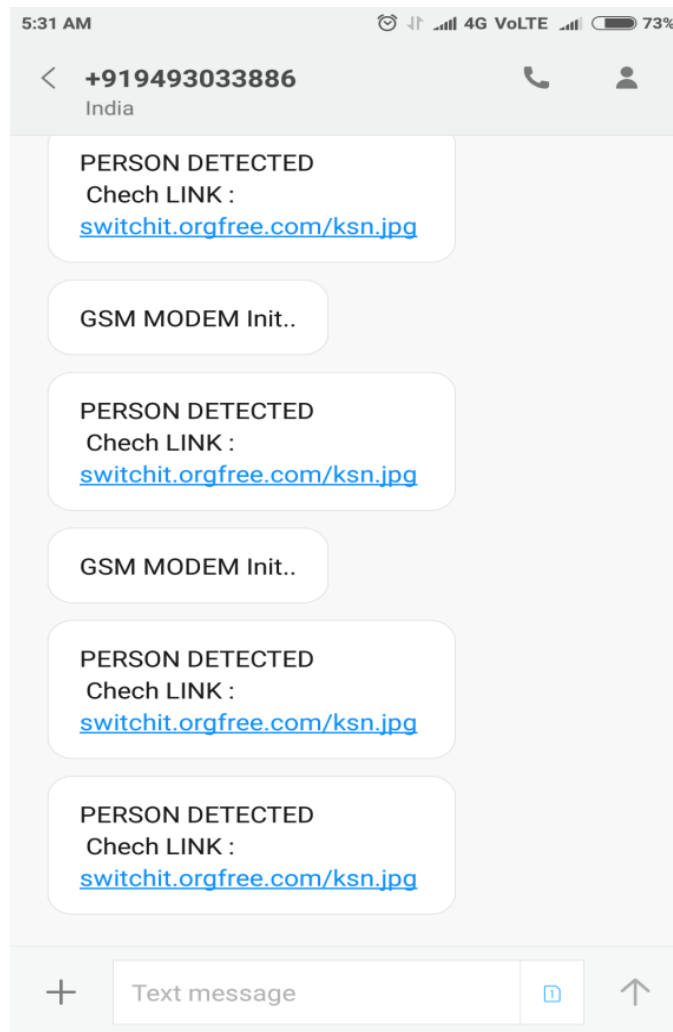 5:31 AM 4G VoLTE 73%
+919493033886
India
PERSON DETECTED
Chech LINK :
switchit.orgfree.com/ksn.jpg
GSM MODEM Init..
PERSON DETECTED
Chech LINK :
switchit.orgfree.com/ksn.jpg
GSM MODEM Init..
PERSON DETECTED
Chech LINK :
switchit.orgfree.com/ksn.jpg
PERSON DETECTED
Chech LINK :
switchit.orgfree.com/ksn.jpg
Text message 1